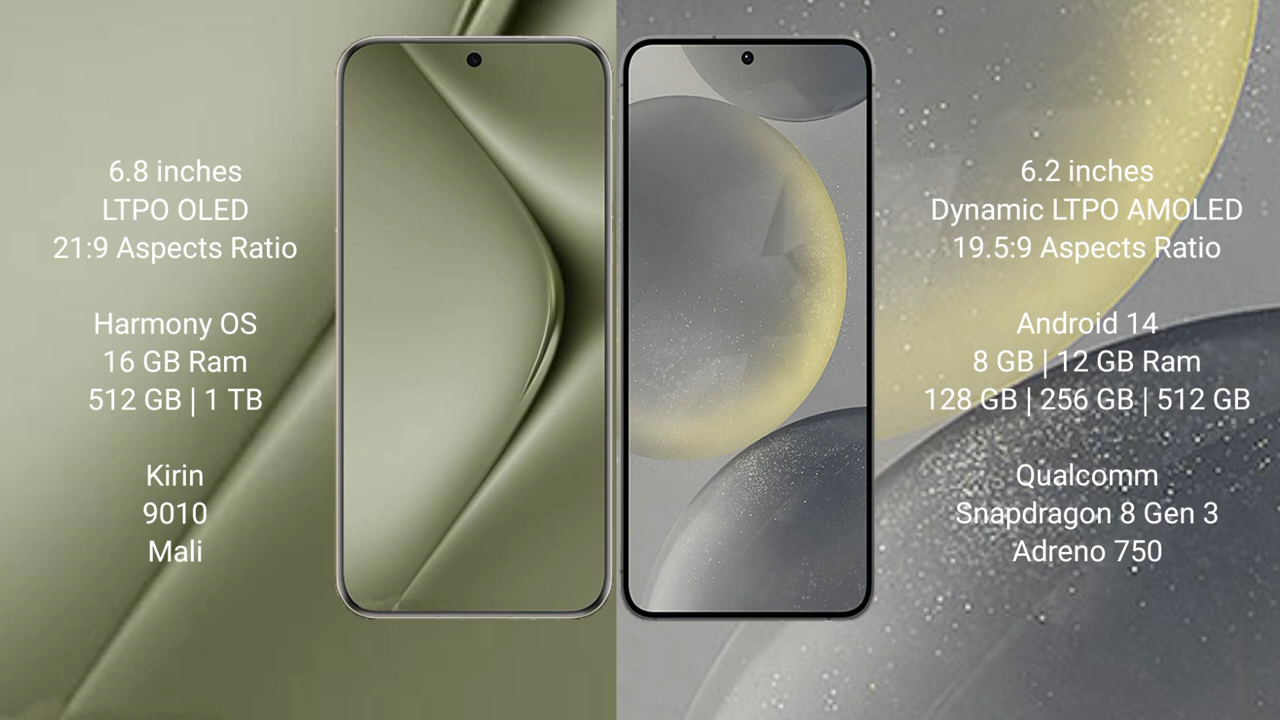 6.8 inches
LTPO OLED
21:9 Aspects Ratio
Harmony OS
16 GB Ram
512 GB | 1 TB
Kirin
9010
Mali
6.2 inches
Dynamic LTPO AMOLED
19.5:9 Aspects Ratio
Android 14
8 GB | 12 GB Ram
128 GB | 256 GB | 512 GB
Qualcomm
Snapdragon 8 Gen 3
Adreno 750